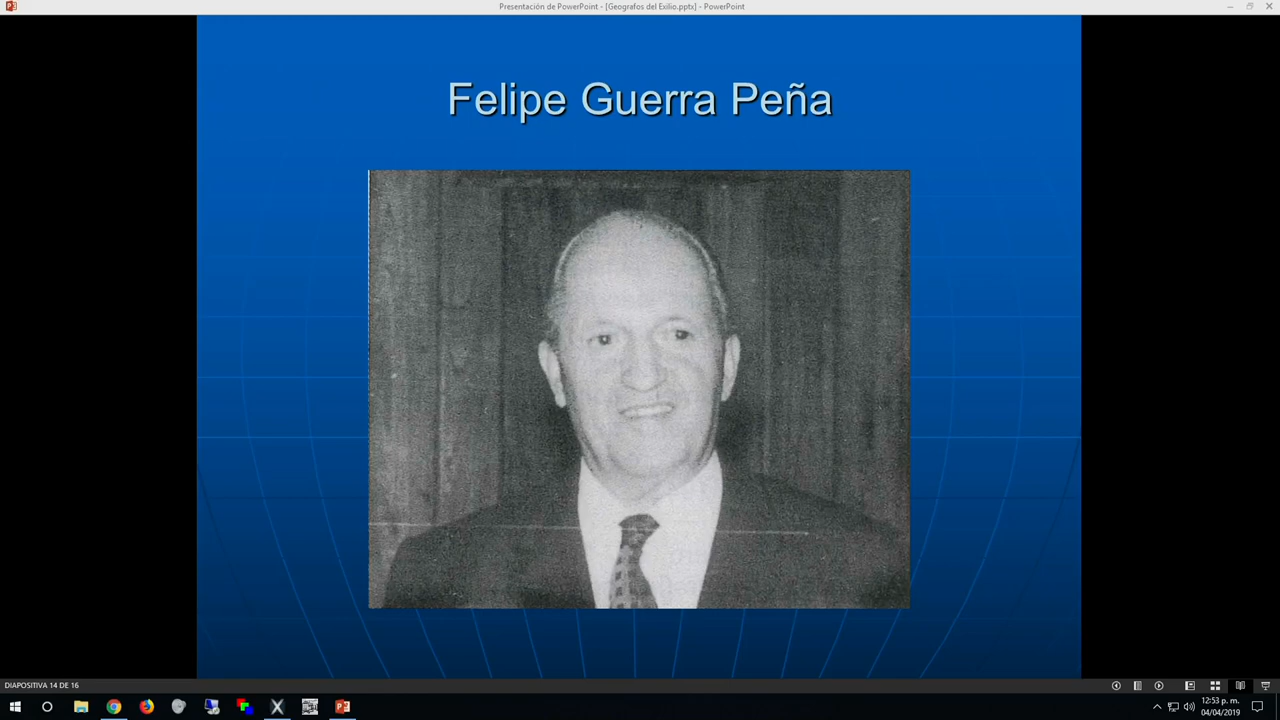 Presentación de PowerPoint - [Geografos del Exilio.pptx] - PowerPoint
Felipe Guerra Peña
DIAPOSITIVA 14 DE 16
12:53 p. m.
04/04/2019